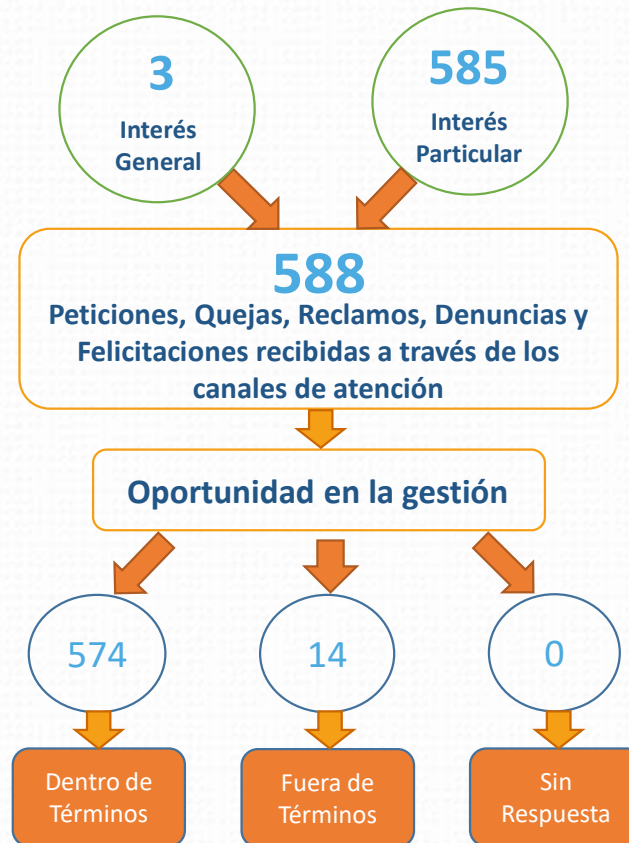 3
Interés
General
585
Interés
Particular
588
Peticiones, Quejas, Reclamos, Denuncias y
Felicitaciones recibidas a través de los
canales de atención
Oportunidad en la gestión
574
14
0
Dentro de
Términos
Fuera de
Términos
Sin
Respuesta